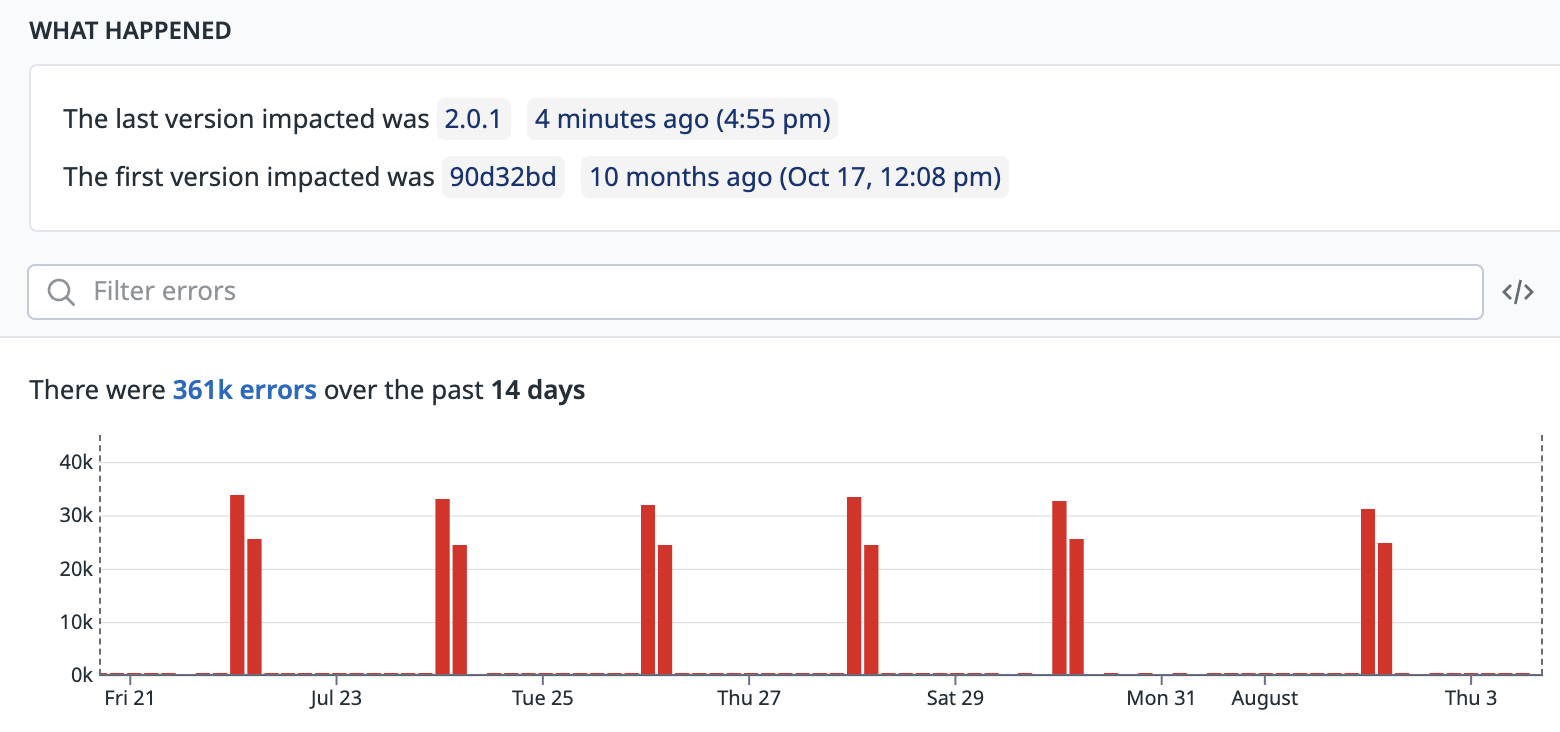 WHAT HAPPENED
The last version impacted was 2.0.1 4 minutes ago (4:55 pm)
The first version impacted was 90d32bd 10 months ago (Oct 17, 12:08 pm)
Filter errors </>
There were 361k errors over the past 14 days
40k
30k
20k
10k
0k
Fri 21 Jul 23 Tue 25 Thu 27 Sat 29 Mon 31 August Thu 3